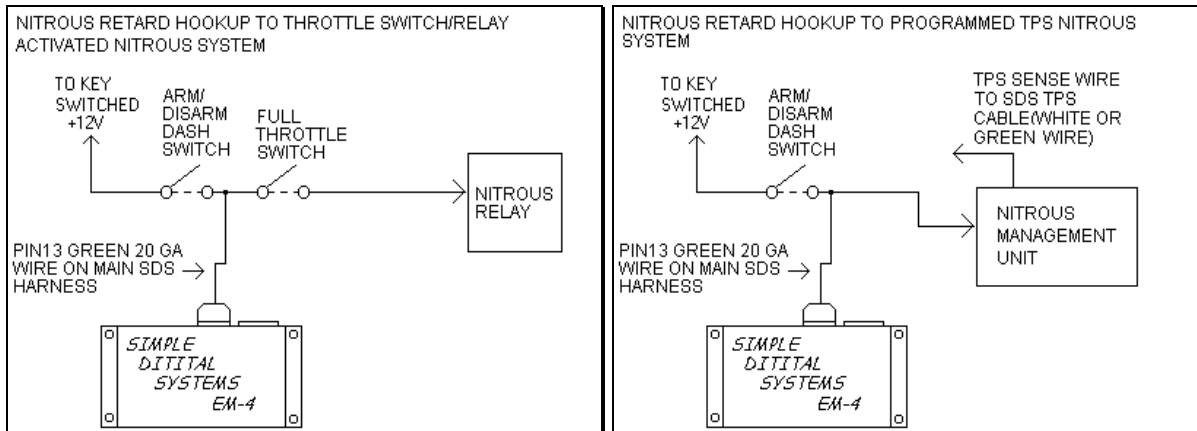 NITROUS RETARD HOOKUP TO THROTTLE SWITCH/RELAY
ACTIVATED NITROUS SYSTEM
TO KEY
SWITCHED
+12V
ARM/
DISARM
DASH
SWITCH
FULL
THROTTLE
SWITCH
NITROUS
RELAY
PIN13 GREEN 20 GA
WIRE ON MAIN SDS
HARNESS
SIMPLE
DITITAL
SYSTEMS
EM-4
NITROUS RETARD HOOKUP TO PROGRAMMED TPS NITROUS
SYSTEM
TO KEY
SWITCHED
+12V
ARM/
DISARM
DASH
SWITCH
TPS SENSE WIRE
TO SDS TPS
CABLE(WHITE OR
GREEN WIRE)
NITROUS
MANAGEMENT
UNIT
PIN13 GREEN 20 GA
WIRE ON MAIN SDS
HARNESS
SIMPLE
DITITAL
SYSTEMS
EM-4